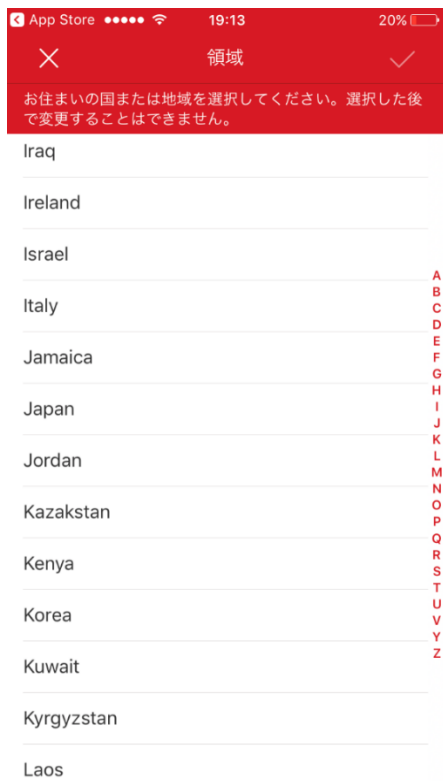 App Store 19:13 20%
領域
お住まいの国または地域を選択してください。選択した後
で変更することはできません。
Iraq
Ireland
Israel
Italy
Jamaica
Japan
Jordan
Kazakstan
Kenya
Korea
Kuwait
Kyrgyzstan
Laos
A
B
C
D
E
F
G
H
I
J
K
L
M
N
O
P
Q
R
S
T
U
V
Y
Z